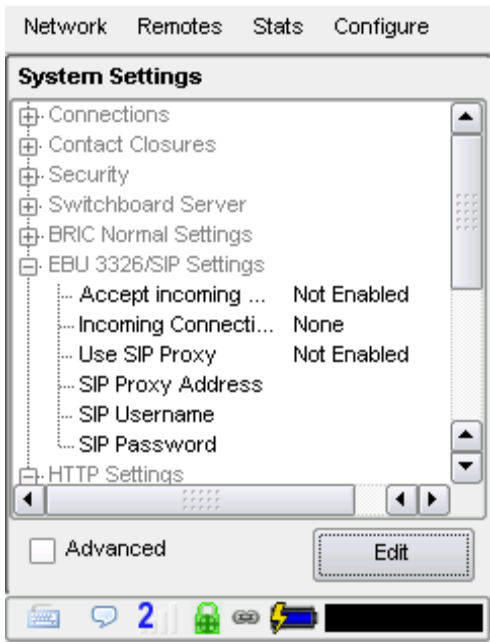 Network Remotes Stats Configure
System Settings
Connections
Contact Closures
Security
Switchboard Server
BRIC Normal Settings
EBU 3326/SIP Settings
Accept incoming ... Not Enabled
Incoming Connecti... None
Use SIP Proxy Not Enabled
SIP Proxy Address
SIP Username
SIP Password
HTTP Settings
Advanced Edit
2